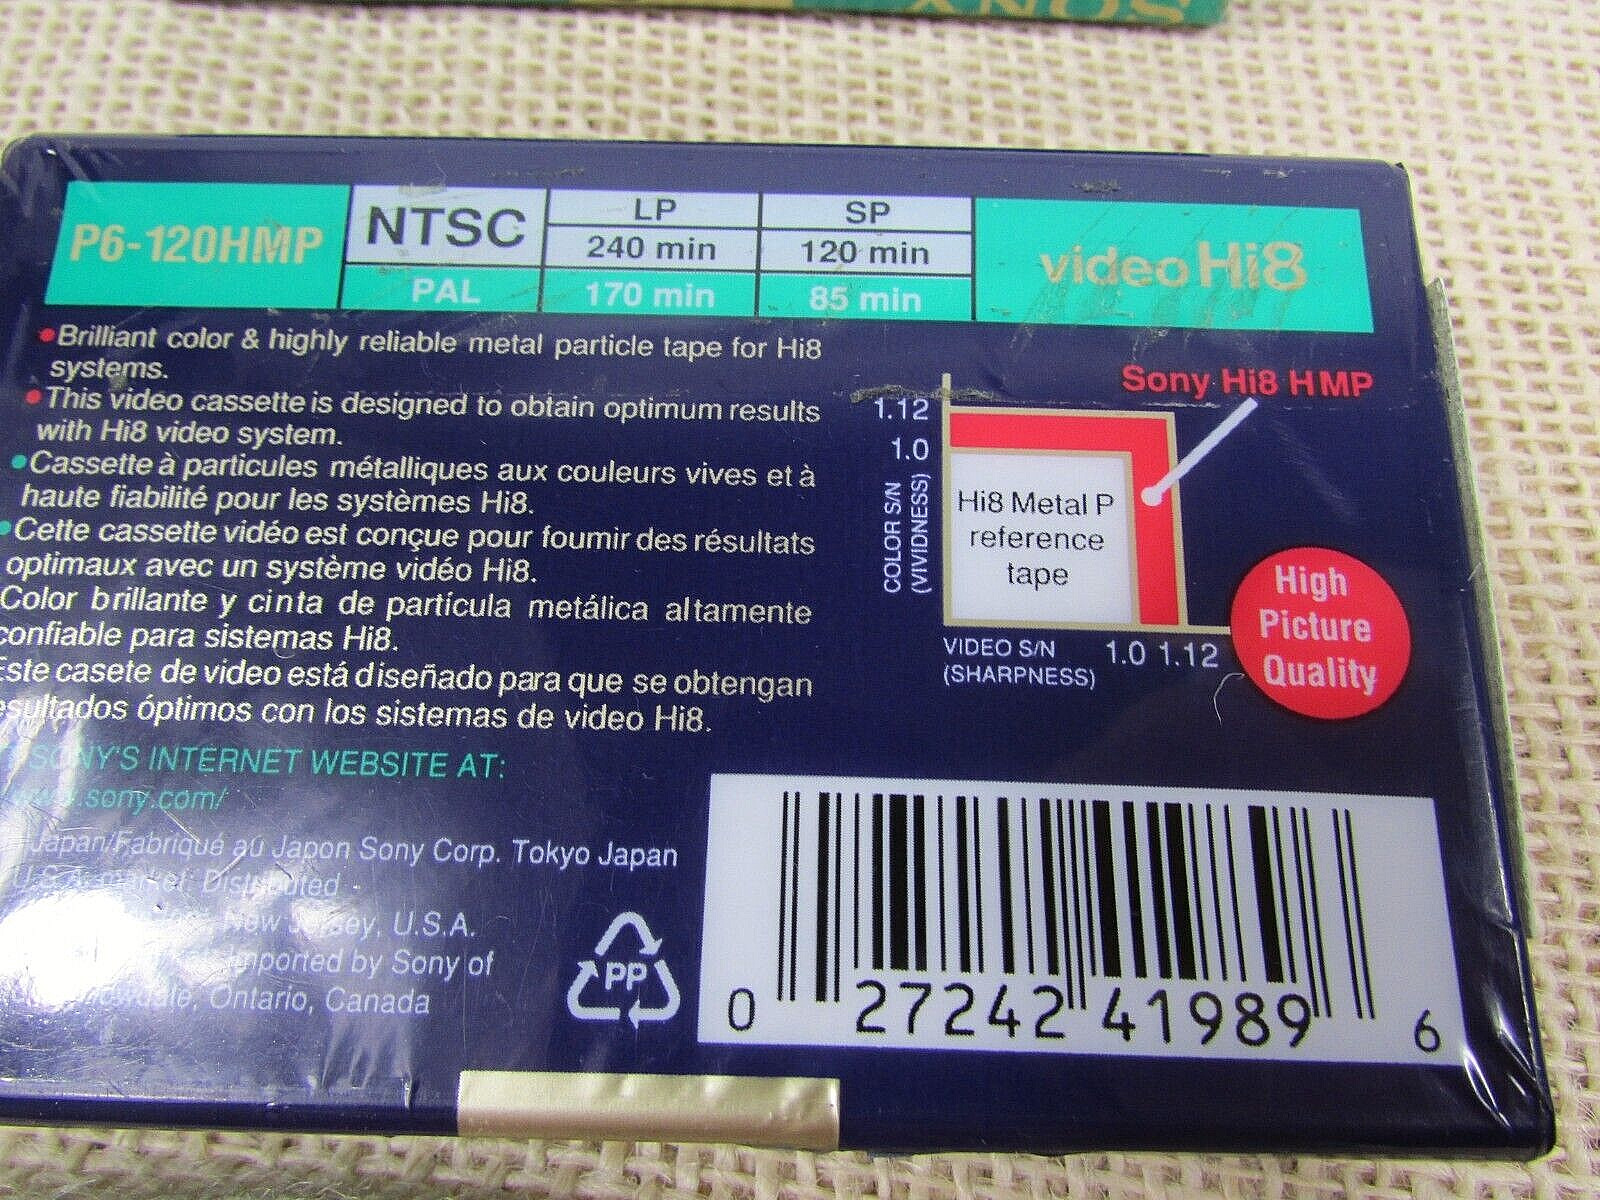 SONY
P6-120HMP
NTSC
LP
SP
240 min
120 min
PAL
170 min
85 min
video Hi8
•Brilliant color & highly reliable metal particle tape for Hi8
systems.
•This video cassette is designed to obtain optimum results
with Hi8 video system.
•Cassette à particules métalliques aux couleurs vives et à
haute fiabilité pour les systèmes Hi8.
•Cette cassette vidéo est conçue pour fournir des résultats
optimaux avec un système vidéo Hi8.
Color brillante y cinta de partícula metálica altamente
confiable para sistemas Hi8.
Este casete de video está diseñado para que se obtengan
resultados óptimos con los sistemas de video Hi8.
SONY'S INTERNET WEBSITE AT:
www.sony.com/
Japan/Fabriqué au Japon Sony Corp. Tokyo Japan
U.S.A. market: Distributed
New Jersey, U.S.A.
Imported by Sony of
Ontario, Canada
PP
Sony Hi8 HMP
1.12
1.0
COLOR S/N
(VIVIDNESS)
Hi8 Metal P
reference
tape
VIDEO S/N
(SHARPNESS)
1.0 1.12
High
Picture
Quality
0 27242 41989 6